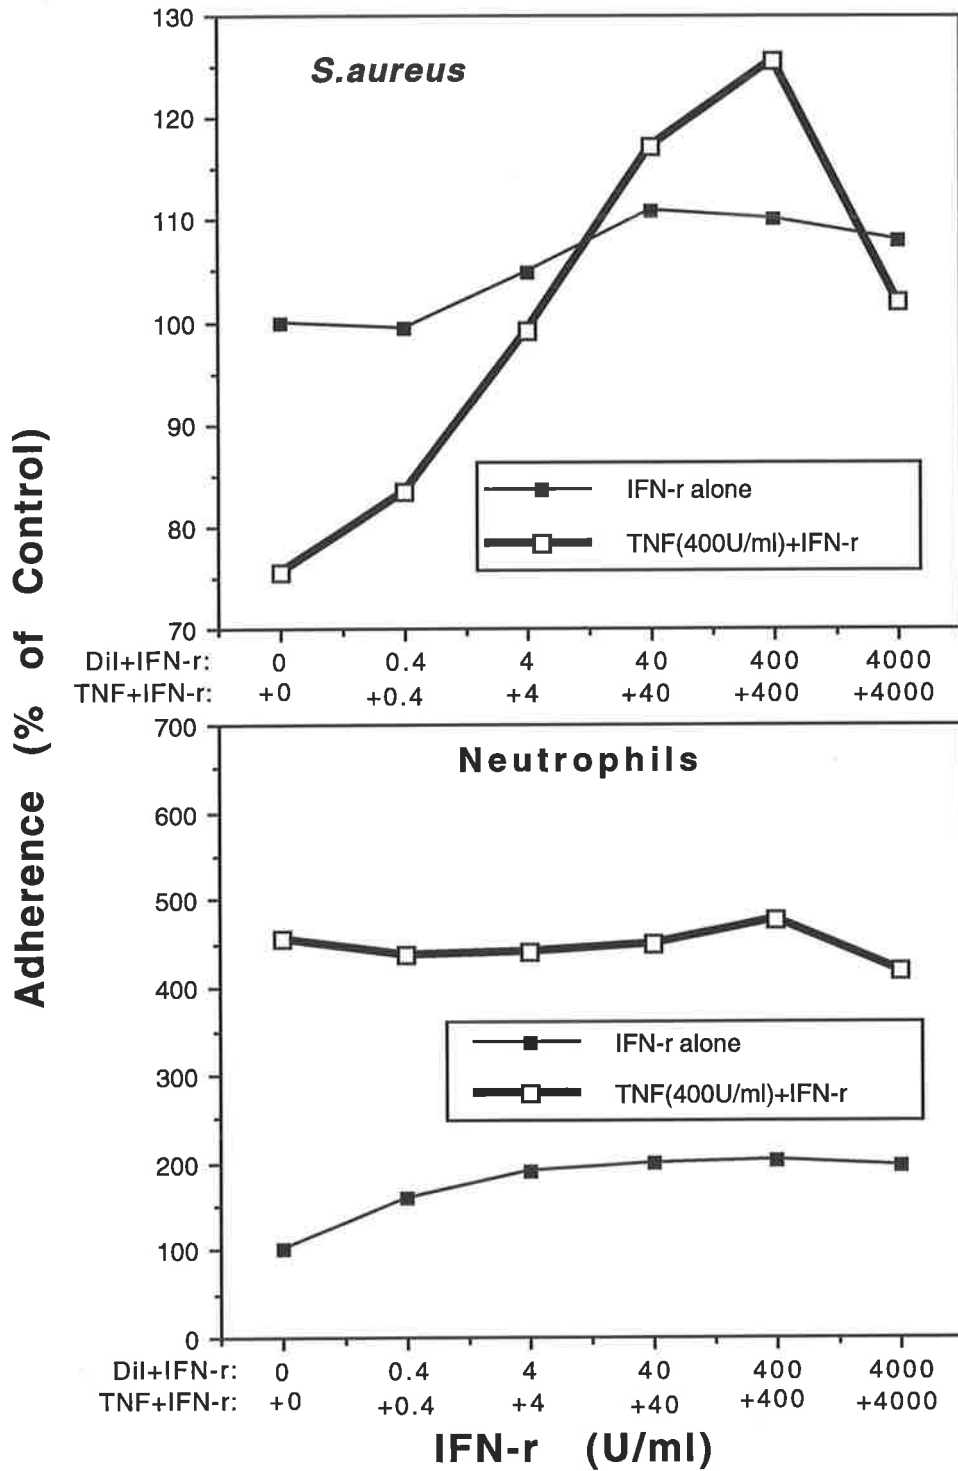 Adherence (% of Control)
130
120
110
100
90
80
70
S.aureus
IFN-r alone
TNF(400U/ml)+IFN-r
Dil+IFN-r: 0 0.4 4 40 400 4000
TNF+IFN-r: +0 +0.4 +4 +40 +400 +4000
700
600
500
400
300
200
100
0
Neutrophils
IFN-r alone
TNF(400U/ml)+IFN-r
Dil+IFN-r: 0 0.4 4 40 400 4000
TNF+IFN-r: +0 +0.4 +4 +40 +400 +4000
IFN-r (U/ml)